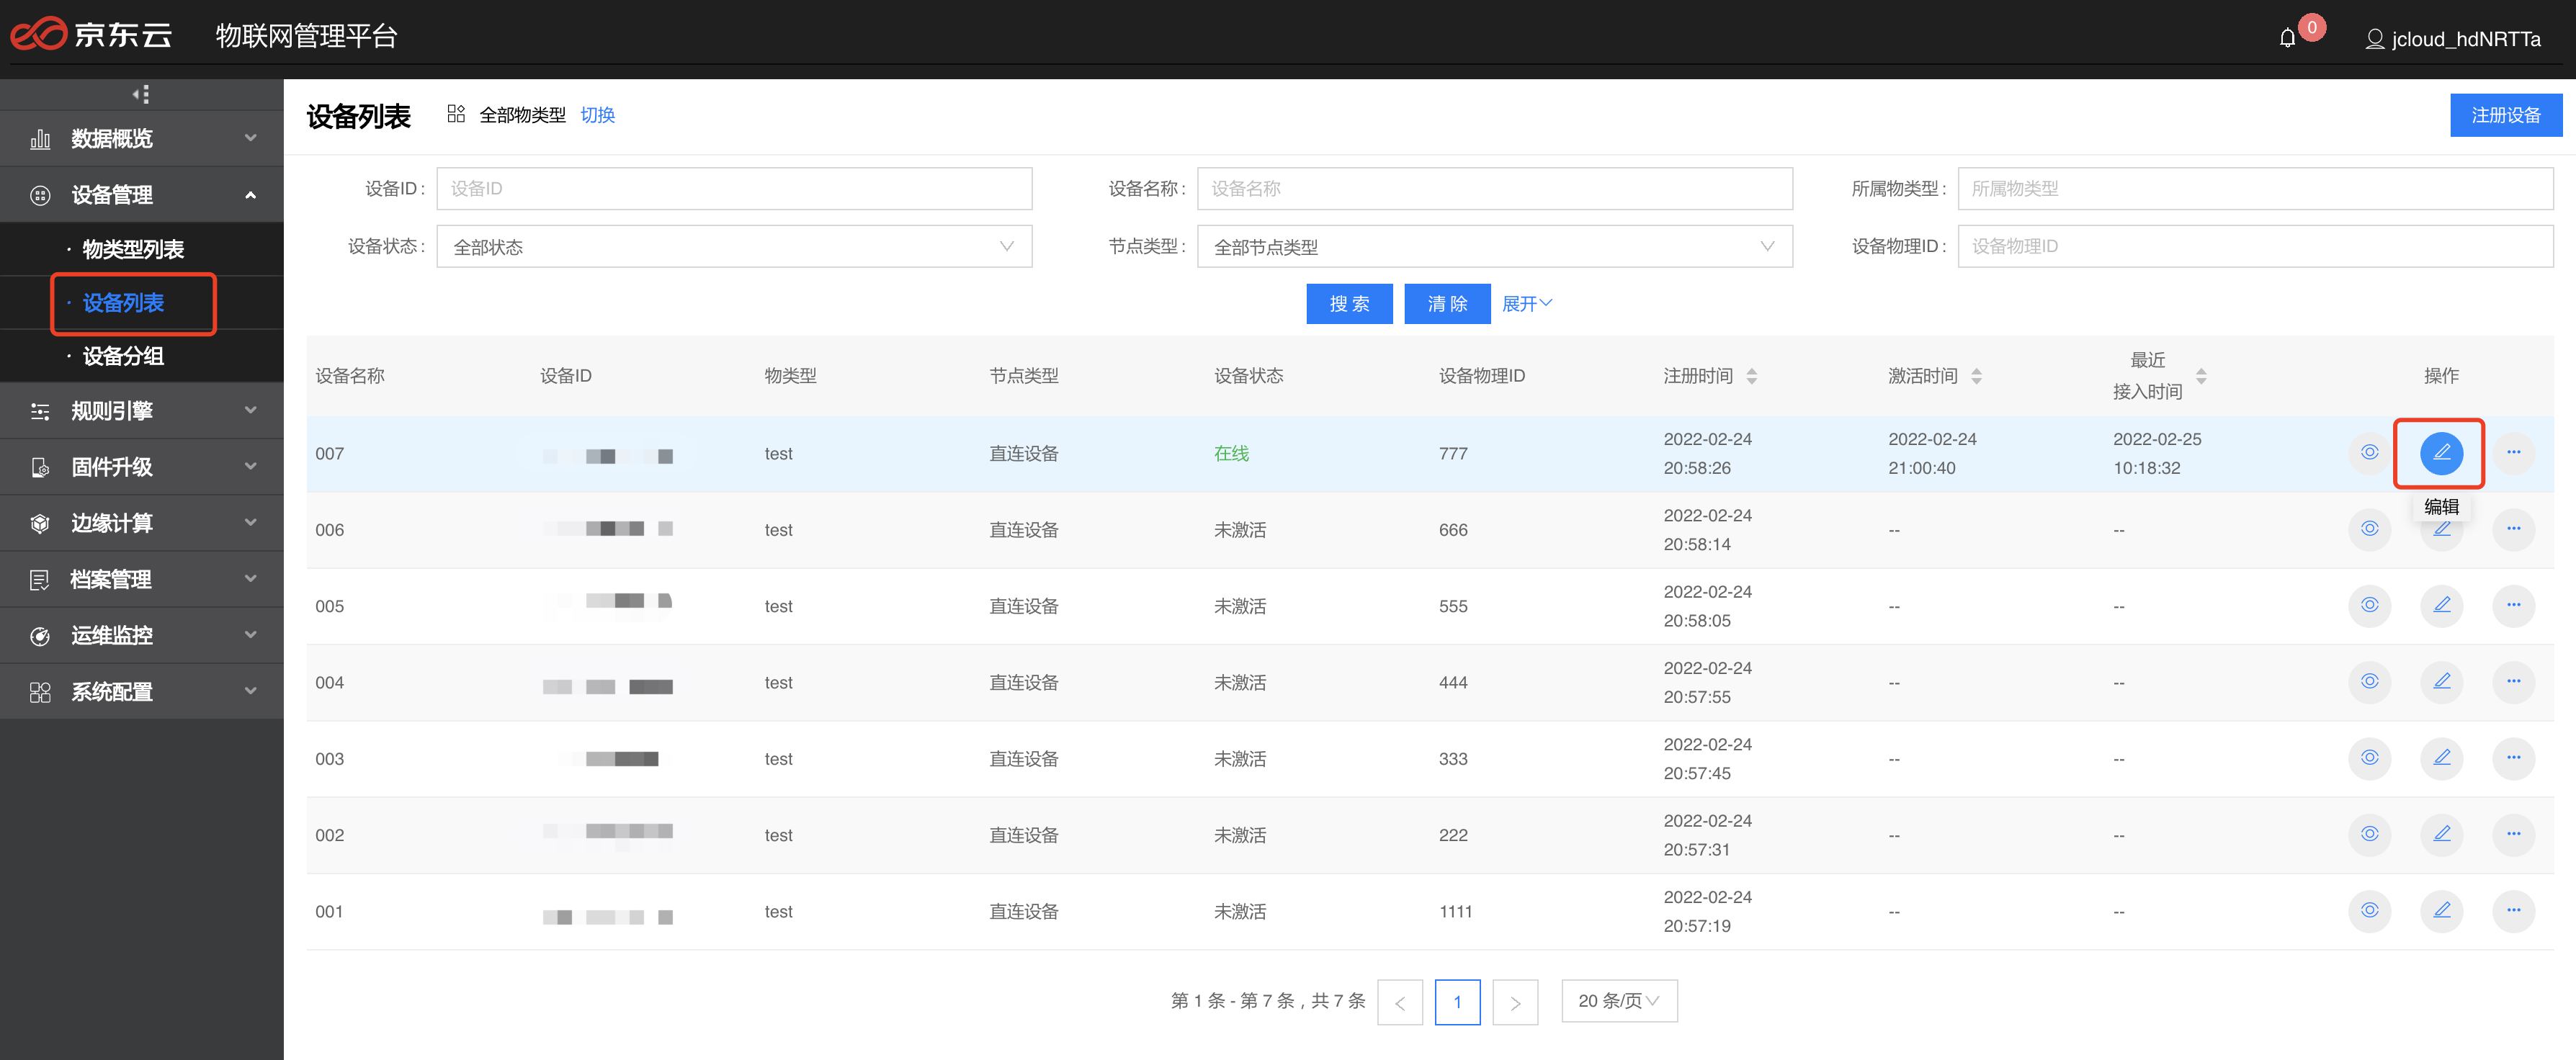 京东云 物联网管理平台 0 jcloud_hdNRTTa
数据概览
设备管理
· 物类型列表
· 设备列表
· 设备分组
规则引擎
固件升级
边缘计算
档案管理
运维监控
系统配置
设备列表 全部物类型 切换 注册设备
设备ID : 设备ID 设备名称 : 设备名称 所属物类型 : 所属物类型
设备状态 : 全部状态 节点类型 : 全部节点类型 设备物理ID : 设备物理ID
搜 索 清 除 展开
设备名称 设备ID 物类型 节点类型 设备状态 设备物理ID 注册时间 激活时间 最近 接入时间 操作
007 test 直连设备 在线 777 2022-02-24 20:58:26 2022-02-24 21:00:40 2022-02-25 10:18:32
编辑
006 test 直连设备 未激活 666 2022-02-24 20:58:14 -- --
005 test 直连设备 未激活 555 2022-02-24 20:58:05 -- --
004 test 直连设备 未激活 444 2022-02-24 20:57:55 -- --
003 test 直连设备 未激活 333 2022-02-24 20:57:45 -- --
002 test 直连设备 未激活 222 2022-02-24 20:57:31 -- --
001 test 直连设备 未激活 1111 2022-02-24 20:57:19 -- --
第 1 条 - 第 7 条，共 7 条 < 1 > 20 条/页